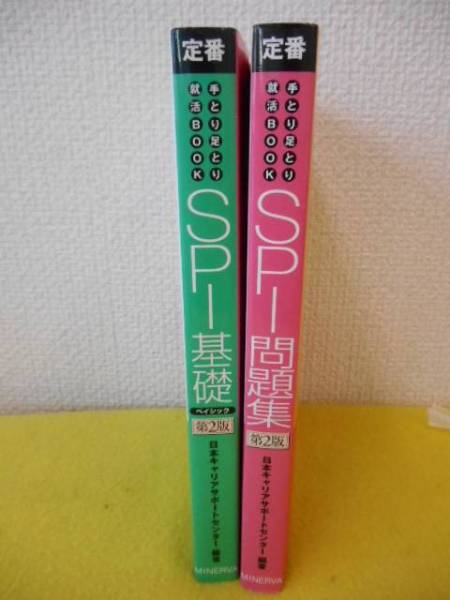 定番
手とり足とり
就活BOOK
SPI基礎
ベイシック
第2版
日本キャリアサポートセンター 編著
MINERVA
定番
手とり足とり
就活BOOK
SPI問題集
第2版
日本キャリアサポートセンター 編著
MINERVA